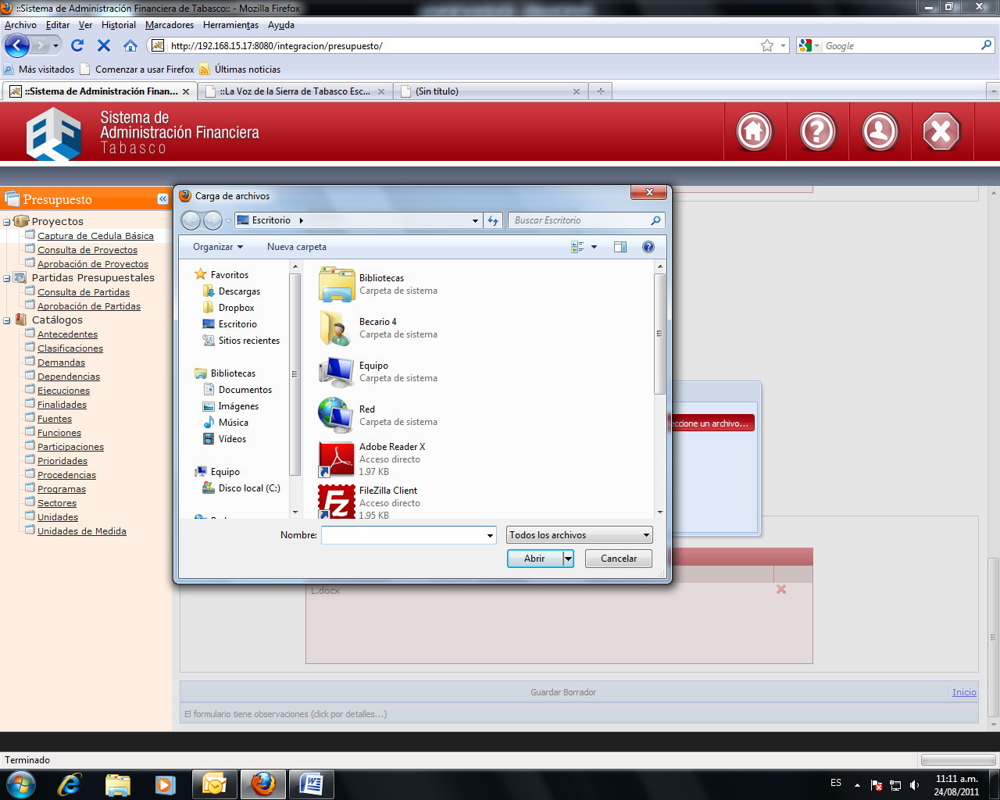 ::Sistema de Administración Financiera de Tabasco:: - Mozilla Firefox
Archivo Editar Ver Historial Marcadores Herramientas Ayuda
http://192.168.15.17:8080/integracion/presupuesto/
Google
Más visitados Comenzar a usar Firefox Últimas noticias
::Sistema de Administración Finan... ::La Voz de la Sierra de Tabasco Esc... (Sin título)
Sistema de
Administración Financiera
Tabasco
Presupuesto
Proyectos
Captura de Cedula Básica
Consulta de Proyectos
Aprobación de Proyectos
Partidas Presupuestales
Consulta de Partidas
Aprobación de Partidas
Catálogos
Antecedentes
Clasificaciones
Demandas
Dependencias
Ejecuciones
Finalidades
Fuentes
Funciones
Participaciones
Prioridades
Procedencias
Programas
Sectores
Unidades
Unidades de Medida
Carga de archivos
Escritorio
Buscar Escritorio
Organizar Nueva carpeta
Favoritos
Descargas
Dropbox
Escritorio
Sitios recientes
Bibliotecas
Documentos
Imágenes
Música
Vídeos
Equipo
Disco local (C:)
Bibliotecas
Carpeta de sistema
Becario 4
Carpeta de sistema
Equipo
Carpeta de sistema
Red
Carpeta de sistema
Adobe Reader X
Acceso directo
1.97 KB
FileZilla Client
Acceso directo
1.95 KB
Nombre:
Todos los archivos
Abrir
Cancelar
un archivo...
L.docx
Guardar Borrador
Inicio
El formulario tiene observaciones (click por detalles...)
Terminado
ES
11:11 a.m.
24/08/2011